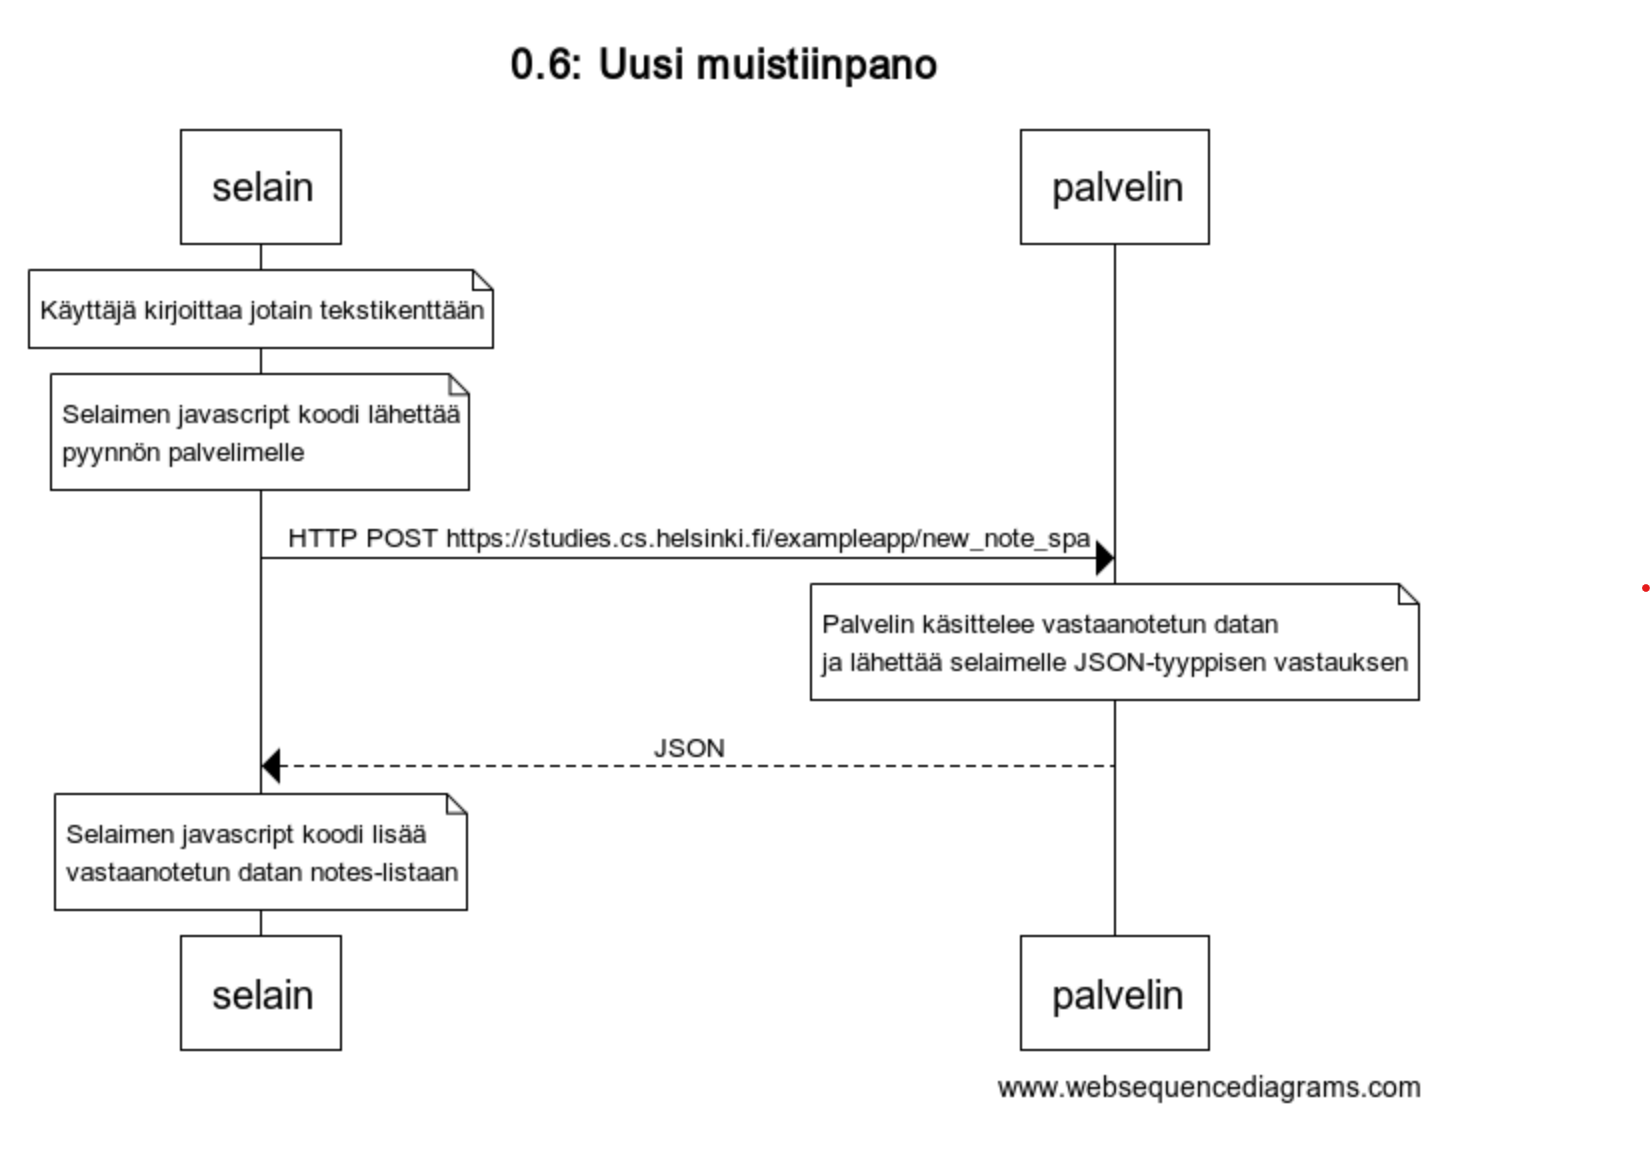 0.6: Uusi muistiinpano
selain
palvelin
Käyttäjä kirjoittaa jotain tekstikenttään
Selaimen javascript koodi lähettää
pyynnön palvelimelle
HTTP POST https://studies.cs.helsinki.fi/exampleapp/new_note_spa
Palvelin käsittelee vastaanotetun datan
ja lähettää selaimelle JSON-tyyppisen vastauksen
JSON
Selaimen javascript koodi lisää
vastaanotetun datan notes-listaan
selain
palvelin
www.websequencediagrams.com